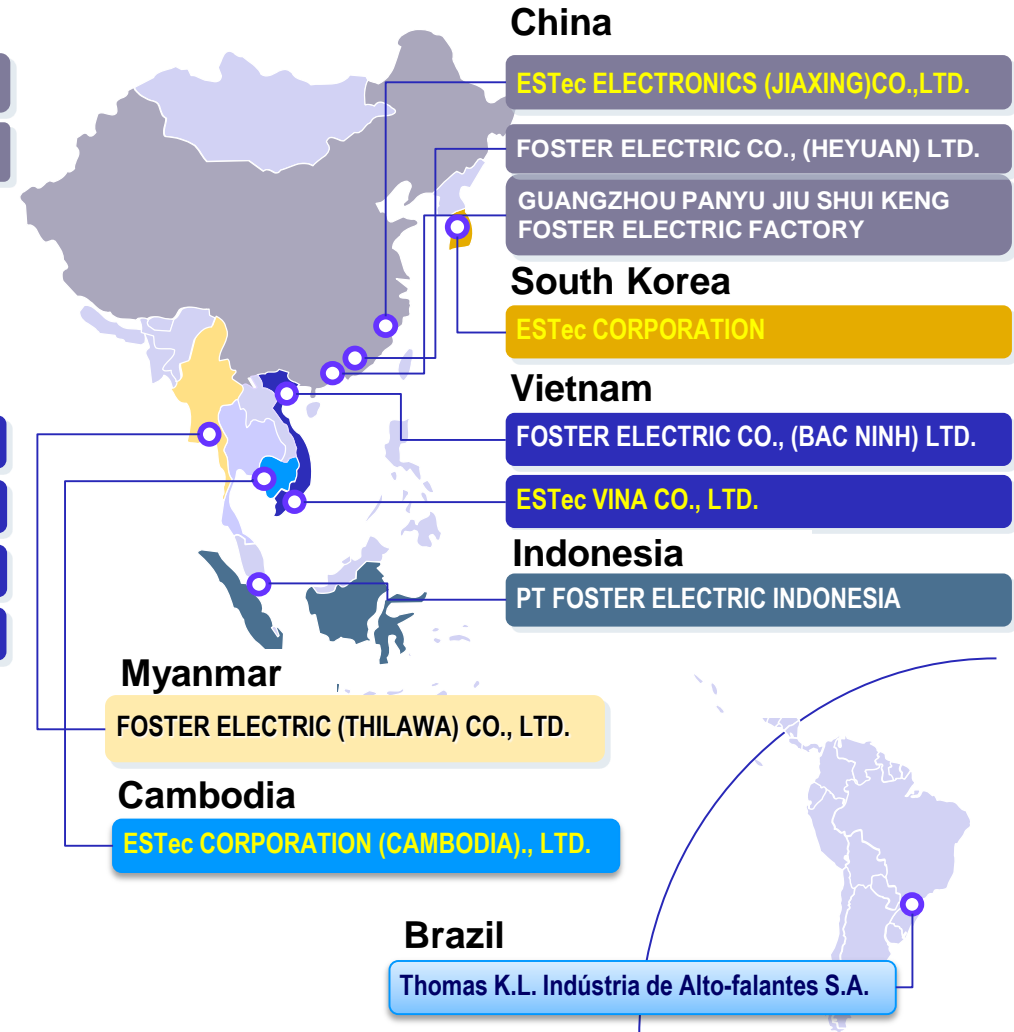 China
ESTec ELECTRONICS (JIAXING)CO.,LTD.
FOSTER ELECTRIC CO., (HEYUAN) LTD.
GUANGZHOU PANYU JIU SHUI KENG
FOSTER ELECTRIC FACTORY
South Korea
ESTec CORPORATION
Vietnam
FOSTER ELECTRIC CO., (BAC NINH) LTD.
ESTec VINA CO., LTD.
Indonesia
PT FOSTER ELECTRIC INDONESIA
Myanmar
FOSTER ELECTRIC (THILAWA) CO., LTD.
Cambodia
ESTec CORPORATION (CAMBODIA)., LTD.
Brazil
Thomas K.L. Indústria de Alto-falantes S.A.